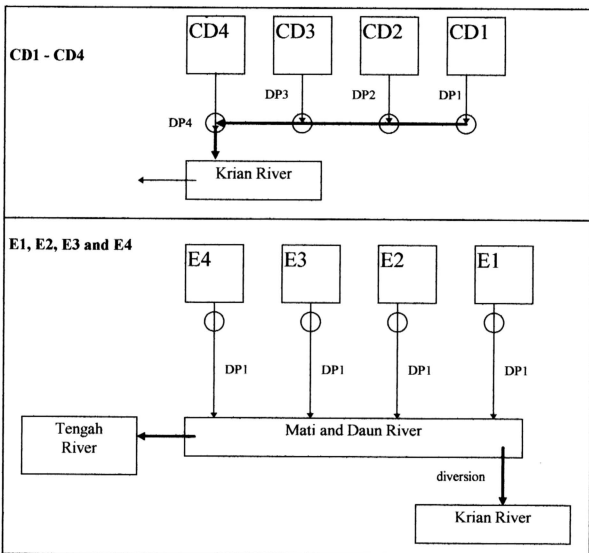 CD1 - CD4
CD4 CD3 CD2 CD1
DP3 DP2 DP1
DP4
Krian River
E1, E2, E3 and E4
E4 E3 E2 E1
DP1 DP1 DP1 DP1
Tengah
River
Mati and Daun River
diversion
Krian River